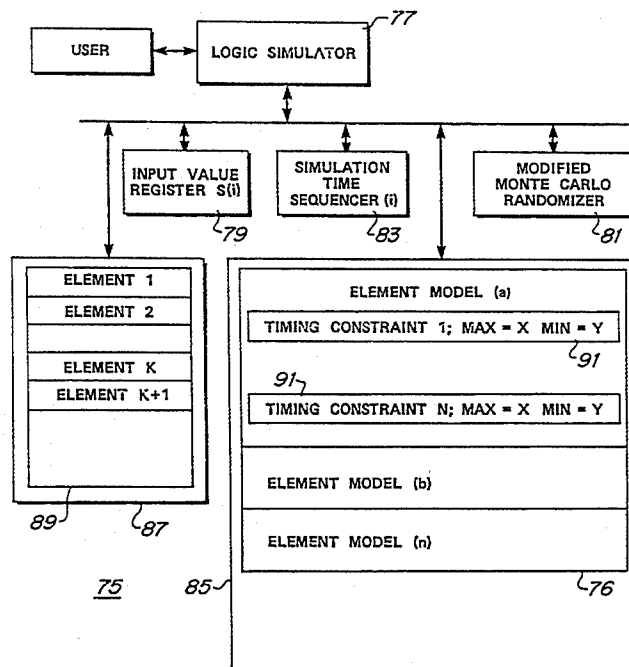 77
USER
LOGIC SIMULATOR
INPUT VALUE
REGISTER S(i)
79
SIMULATION
TIME
SEQUENCER (i)
83
MODIFIED
MONTE CARLO
RANDOMIZER
81
ELEMENT 1
ELEMENT 2
ELEMENT K
ELEMENT K+1
89
87
ELEMENT MODEL (a)
TIMING CONSTRAINT 1; MAX = X MIN = Y
91
91
TIMING CONSTRAINT N; MAX = X MIN = Y
ELEMENT MODEL (b)
ELEMENT MODEL (n)
75
85
76